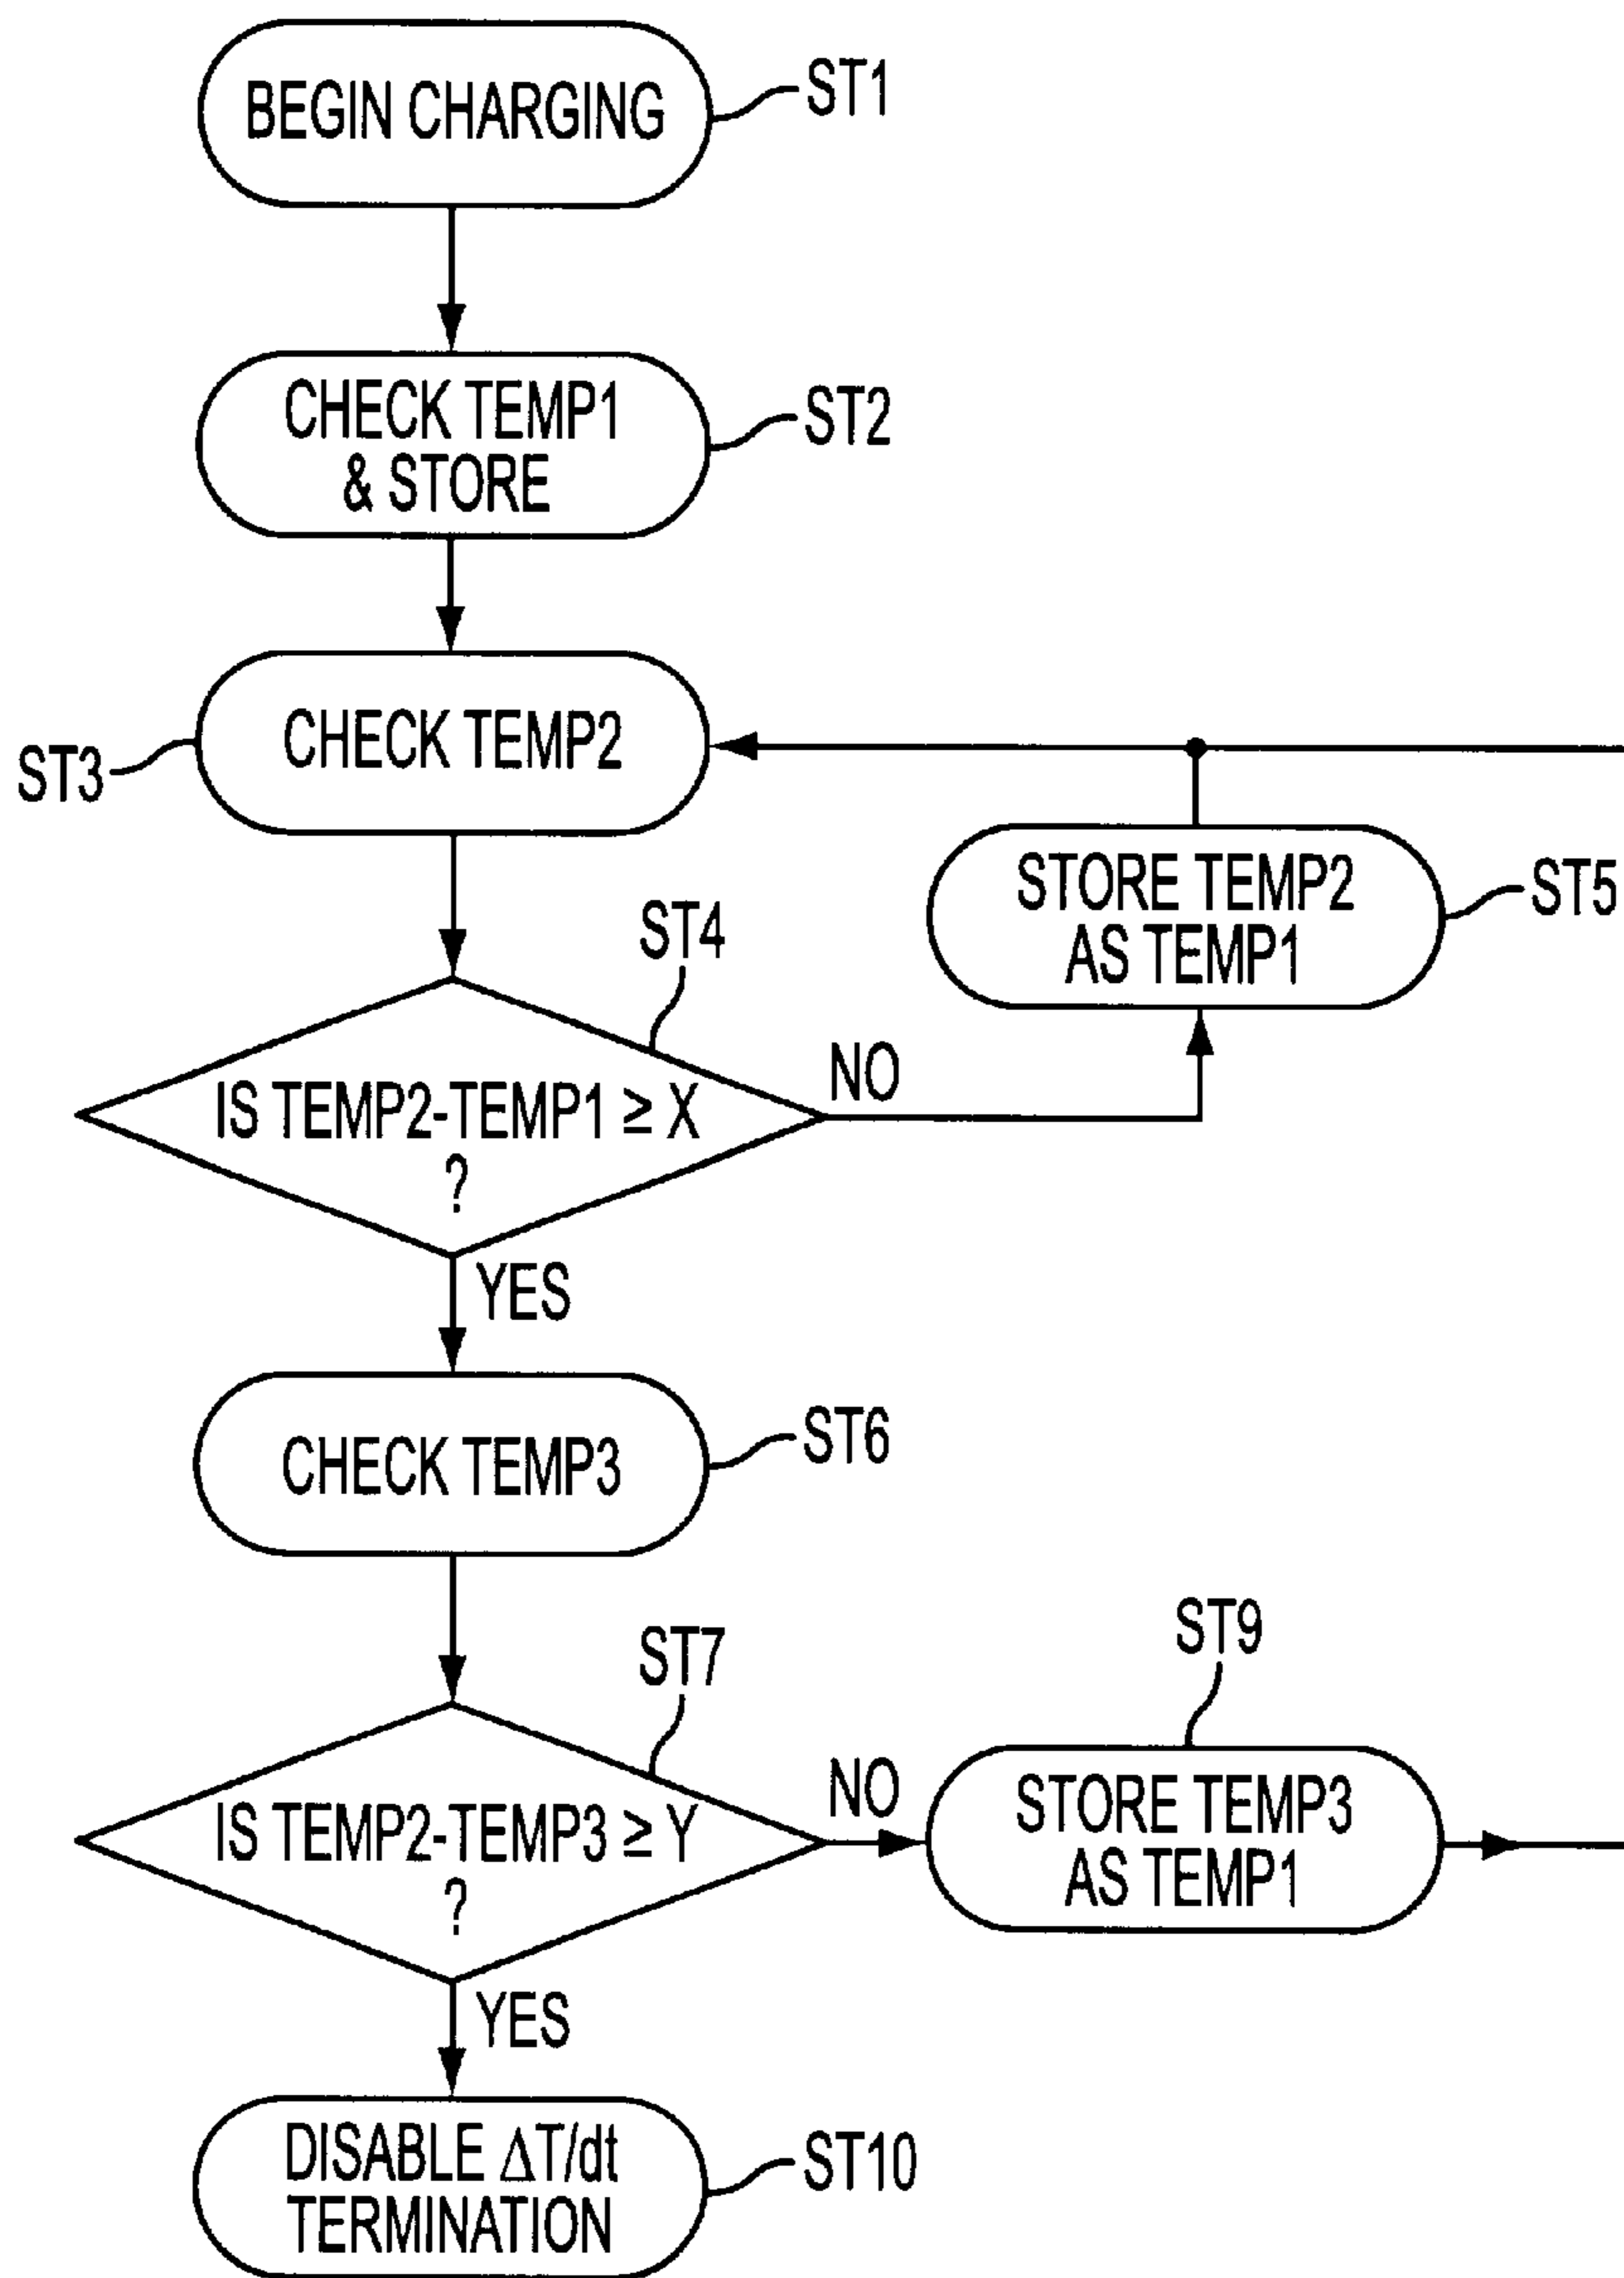 BEGIN CHARGING
ST1
CHECK TEMP1
& STORE
ST2
CHECK TEMP2
ST3
STORE TEMP2
AS TEMP1
ST5
ST4
IS TEMP2-TEMP1 ≥ X
?
NO
YES
CHECK TEMP3
ST6
ST7
IS TEMP2-TEMP3 ≥ Y
?
NO
ST9
STORE TEMP3
AS TEMP1
YES
DISABLE ΔT/dt
TERMINATION
ST10